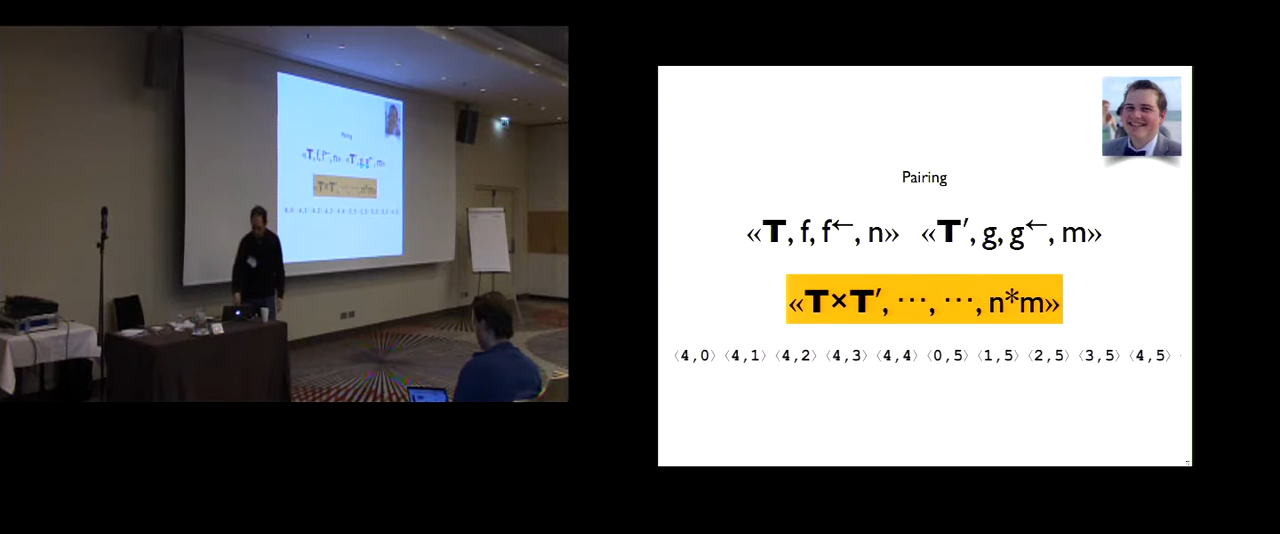 Pairing
«T, f, f←, n» «T′, g, g←, m»
«T×T′, ⋯, ⋯, n*m»
⟨4,0⟩ ⟨4,1⟩ ⟨4,2⟩ ⟨4,3⟩ ⟨4,4⟩ ⟨0,5⟩ ⟨1,5⟩ ⟨2,5⟩ ⟨3,5⟩ ⟨4,5⟩